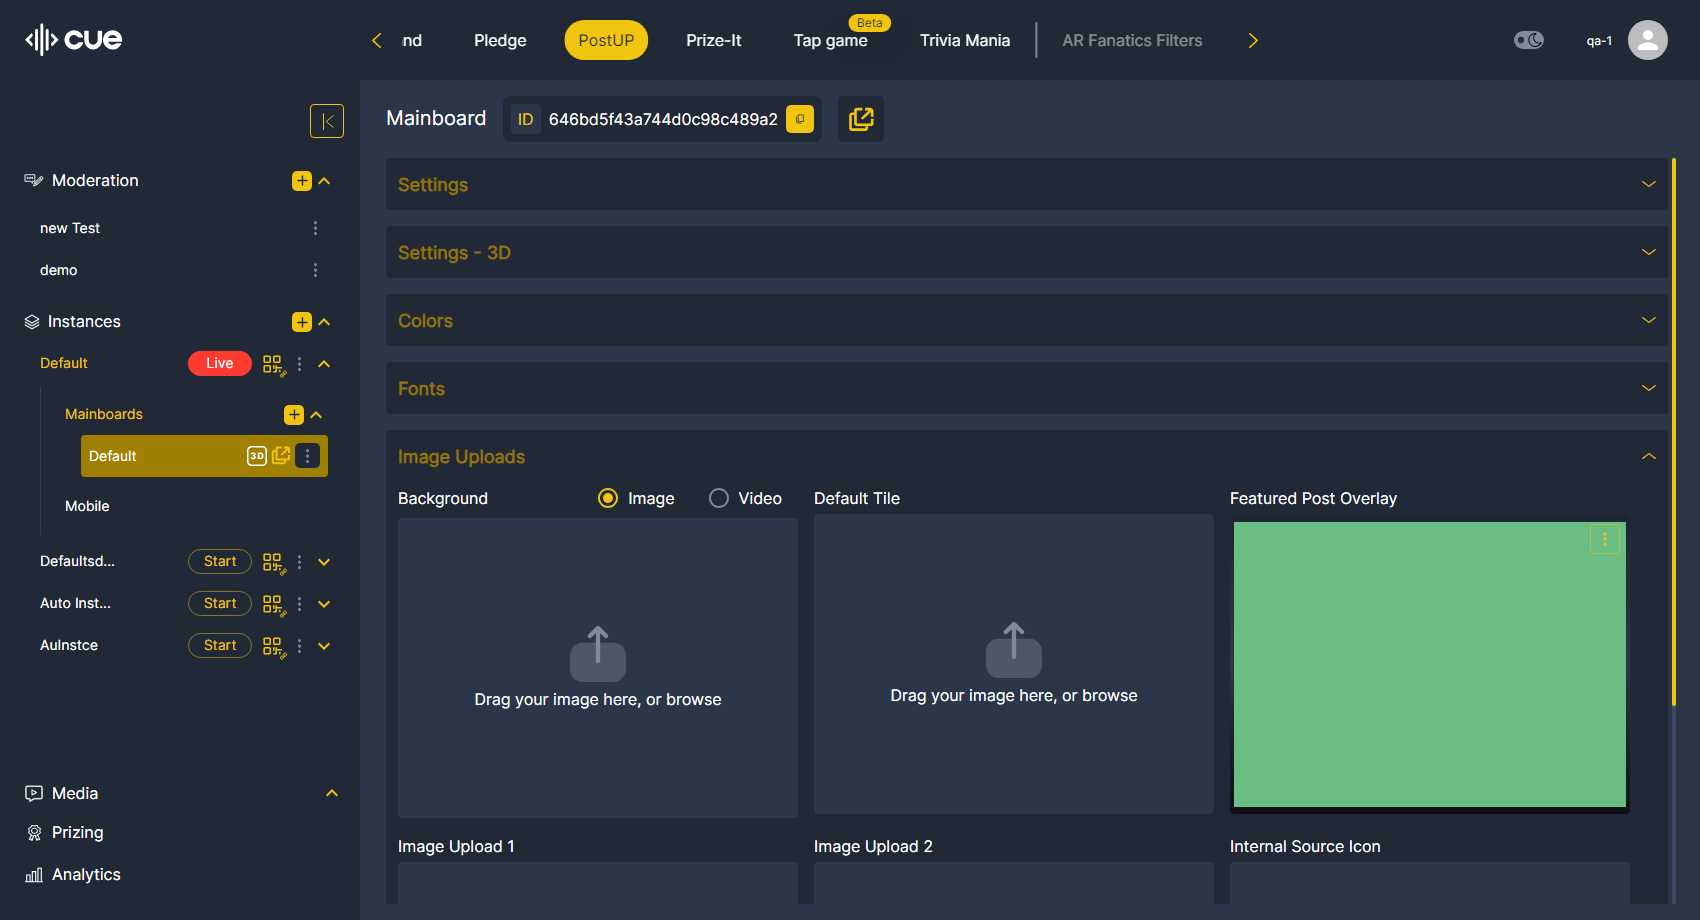 cue
nd
Pledge
PostUP
Prize-It
Tap game
Beta
Trivia Mania
AR Fanatics Filters
qa-1
Moderation
new Test
demo
Instances
Default
Live
Mainboards
Default
3D
Mobile
Defaultsd...
Start
Auto Inst...
Start
AuInstce
Start
Media
Prizing
Analytics
Mainboard
ID
646bd5f43a744d0c98c489a2
Settings
Settings - 3D
Colors
Fonts
Image Uploads
Background
Image
Video
Default Tile
Featured Post Overlay
Drag your image here, or browse
Drag your image here, or browse
Image Upload 1
Image Upload 2
Internal Source Icon